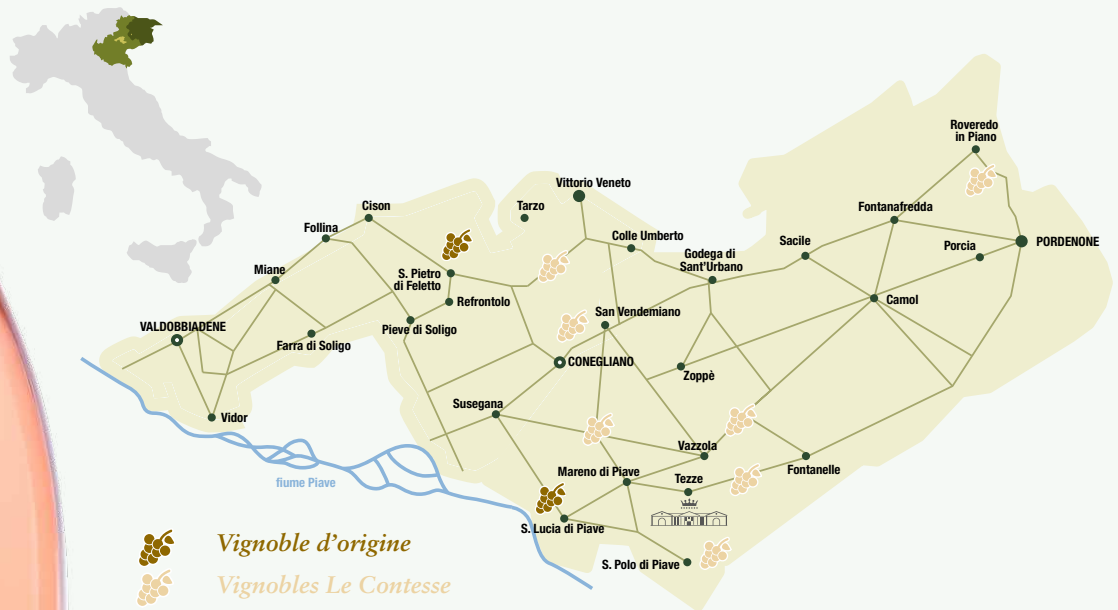 Roveredo
in Piano
Vittorio Veneto
Cison
Tarzo
Fontanafredda
Follina
Colle Umberto
Sacile
Porcia
PORDENONE
Godega di
Sant'Urbano
Miane
S. Pietro
di Feletto
Refrontolo
Camol
San Vendemiano
VALDOBBIADENE
Pieve di Soligo
Farra di Soligo
CONEGLIANO
Zoppè
Susegana
Vidor
Vazzola
Mareno di Piave
Tezze
Fontanelle
fiume Piave
S. Lucia di Piave
S. Polo di Piave
Vignoble d'origine
Vignobles Le Contesse